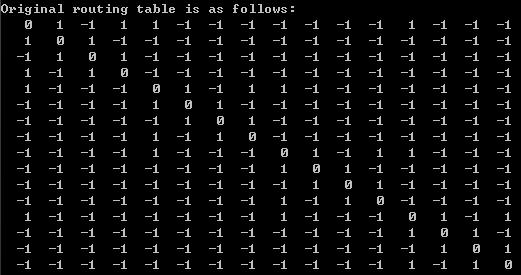 Original routing table is as follows:
0 1 -1 1 1 -1 -1 -1 -1 -1 -1 -1 1 -1 -1 -1
1 0 1 -1 -1 -1 -1 -1 -1 -1 -1 -1 -1 -1 -1 -1
-1 1 0 1 -1 -1 -1 -1 -1 -1 -1 -1 -1 -1 -1 -1
1 -1 1 0 -1 -1 -1 -1 -1 -1 -1 -1 -1 -1 -1 -1
1 -1 -1 -1 0 1 -1 1 1 -1 -1 -1 -1 -1 -1 -1
-1 -1 -1 -1 1 0 1 -1 -1 -1 -1 -1 -1 -1 -1 -1
-1 -1 -1 -1 -1 1 0 1 -1 -1 -1 -1 -1 -1 -1 -1
-1 -1 -1 -1 1 -1 1 0 -1 -1 -1 -1 -1 -1 -1 -1
-1 -1 -1 -1 1 -1 -1 -1 0 1 -1 1 -1 -1 -1 -1
-1 -1 -1 -1 -1 -1 -1 -1 1 0 1 -1 -1 -1 -1 -1
-1 -1 -1 -1 -1 -1 -1 -1 -1 1 0 1 -1 -1 -1 -1
-1 -1 -1 -1 -1 -1 -1 -1 1 -1 1 0 -1 -1 -1 -1
1 -1 -1 -1 -1 -1 -1 -1 -1 -1 -1 -1 0 1 -1 1
-1 -1 -1 -1 -1 -1 -1 -1 -1 -1 -1 -1 1 0 1 -1
-1 -1 -1 -1 -1 -1 -1 -1 -1 -1 -1 -1 -1 1 0 1
-1 -1 -1 -1 -1 -1 -1 -1 -1 -1 -1 -1 1 -1 1 0